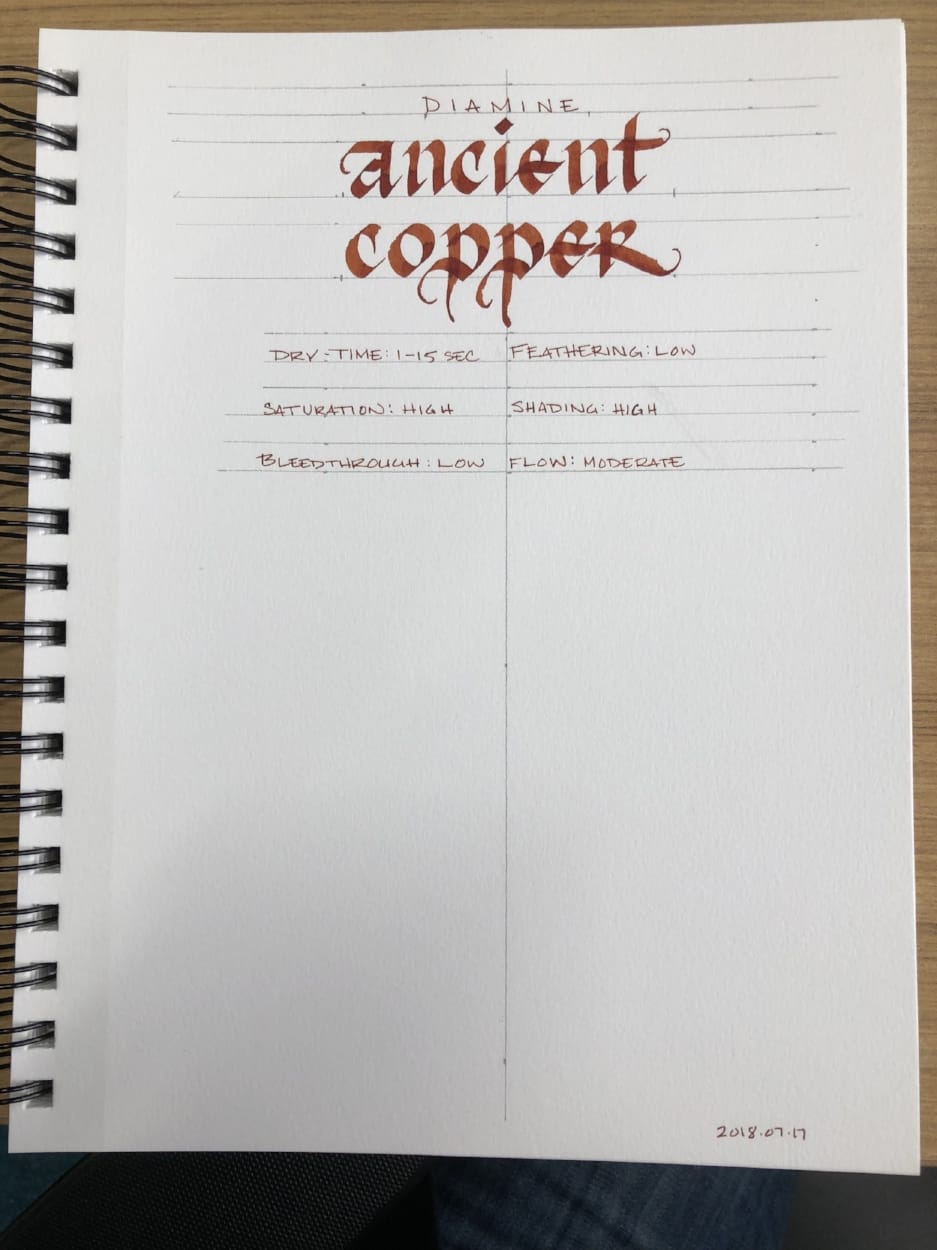 DIAMINE
ancient
copper
DRY-TIME: 1-15 SEC FEATHERING: LOW
SATURATION: HIGH SHADING: HIGH
BLEEDTHROUGH: LOW FLOW: MODERATE
2018.07.17